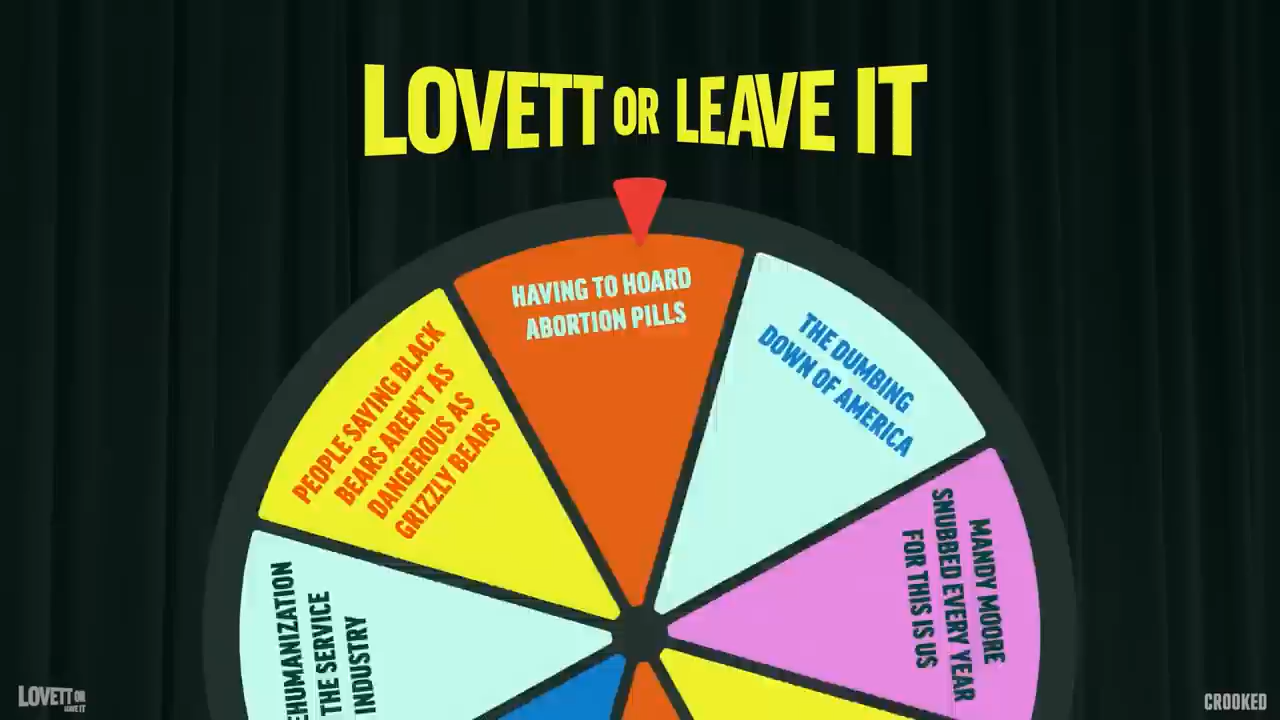 LOVETT OR LEAVE IT
HAVING TO HOARD
ABORTION PILLS
THE DUMBING
DOWN OF AMERICA
PEOPLE SAYING BLACK
BEARS AREN'T AS
DANGEROUS AS
GRIZZLY BEARS
MANDY MOORE
SNUBBED EVERY YEAR
FOR THIS IS US
EHUMANIZATION
THE SERVICE
INDUSTRY
LOVETT OR
LEAVE IT
CROOKED